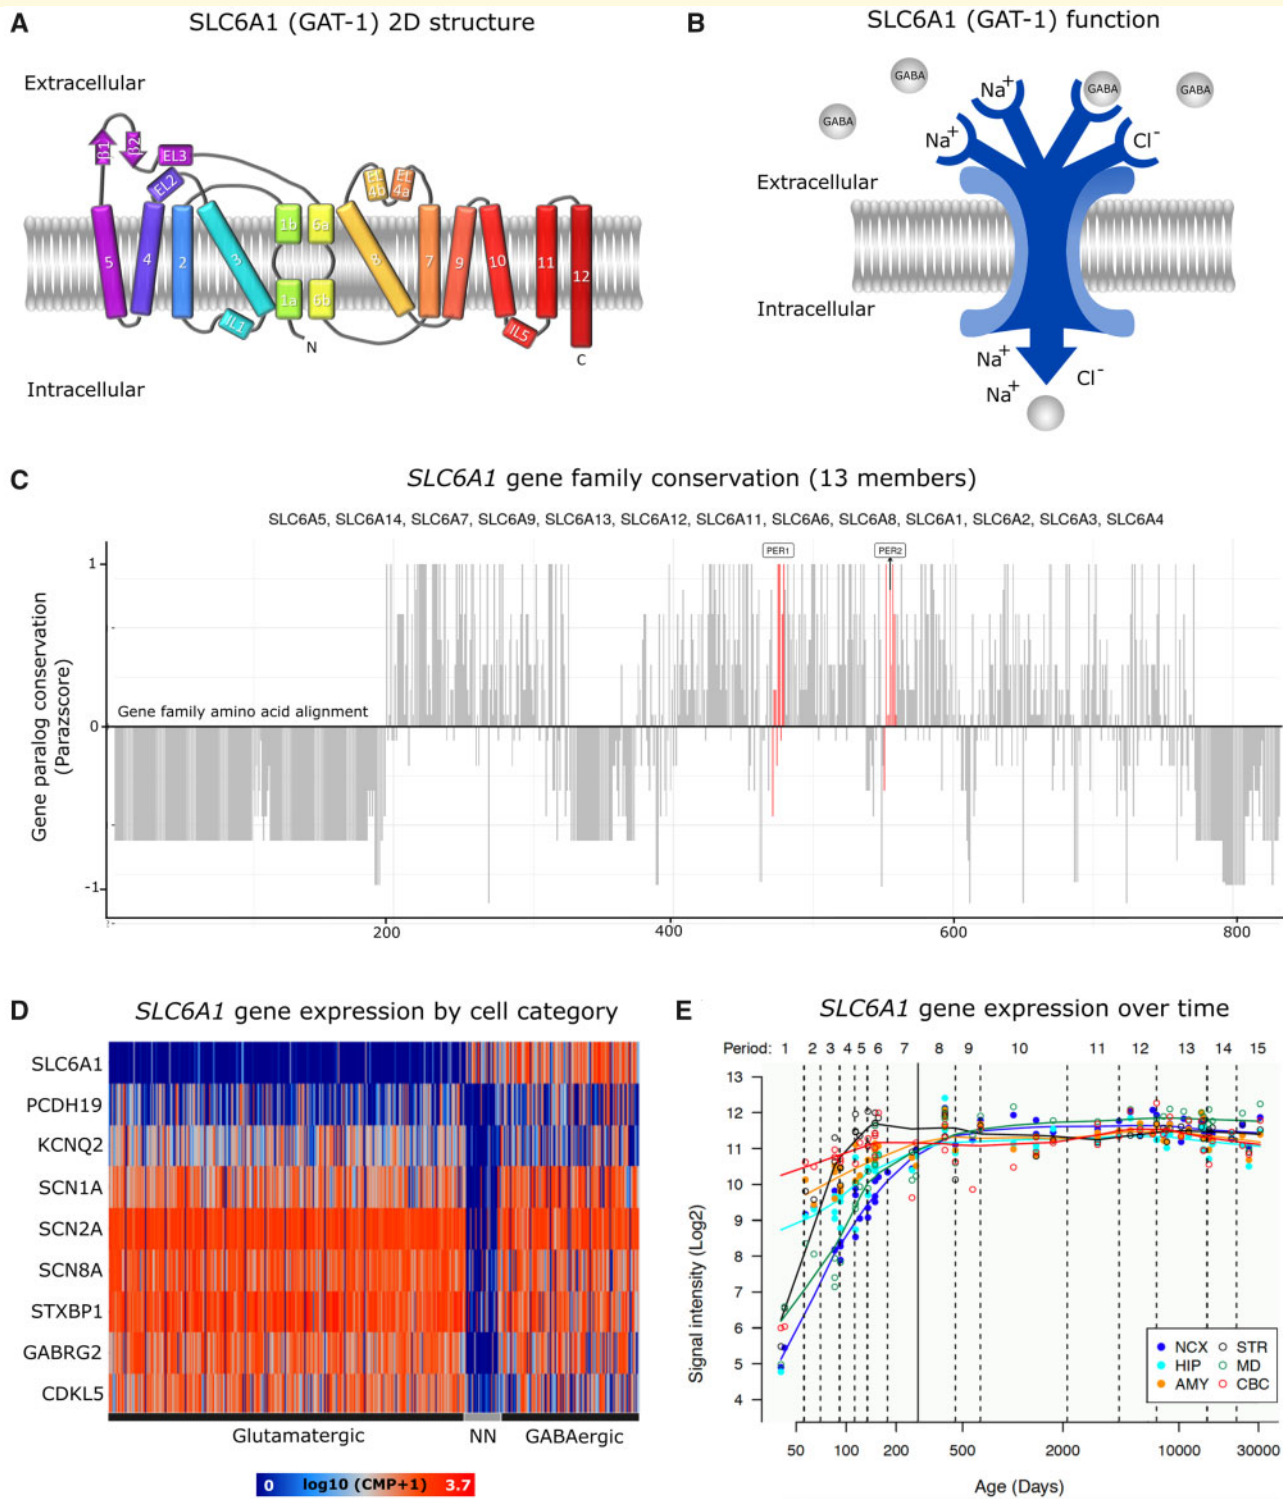 A
SLC6A1 (GAT-1) 2D structure
Extracellular
β1
β2
EL3
EL2
EL
4b
EL
4a
1b
6a
5
4
2
3
8
7
9
10
11
12
1a
6b
IL1
IL5
N
C
Intracellular
B
SLC6A1 (GAT-1) function
GABA
GABA
GABA
GABA
Na+
Na+
Cl-
Extracellular
Intracellular
Na+
Na+
Cl-
C
SLC6A1 gene family conservation (13 members)
SLC6A5, SLC6A14, SLC6A7, SLC6A9, SLC6A13, SLC6A12, SLC6A11, SLC6A6, SLC6A8, SLC6A1, SLC6A2, SLC6A3, SLC6A4
PER1
PER2
Gene paralog conservation
(Parazscore)
1
0
-1
Gene family amino acid alignment
200 400 600 800
D
SLC6A1 gene expression by cell category
SLC6A1
PCDH19
KCNQ2
SCN1A
SCN2A
SCN8A
STXBP1
GABRG2
CDKL5
Glutamatergic NN GABAergic
0 log10 (CMP+1) 3.7
E
SLC6A1 gene expression over time
Period: 1 2 3 4 5 6 7 8 9 10 11 12 13 14 15
Signal intensity (Log2)
13
12
11
10
9
8
7
6
5
4
NCX STR
HIP MD
AMY CBC
50 100 200 500 2000 10000 30000
Age (Days)